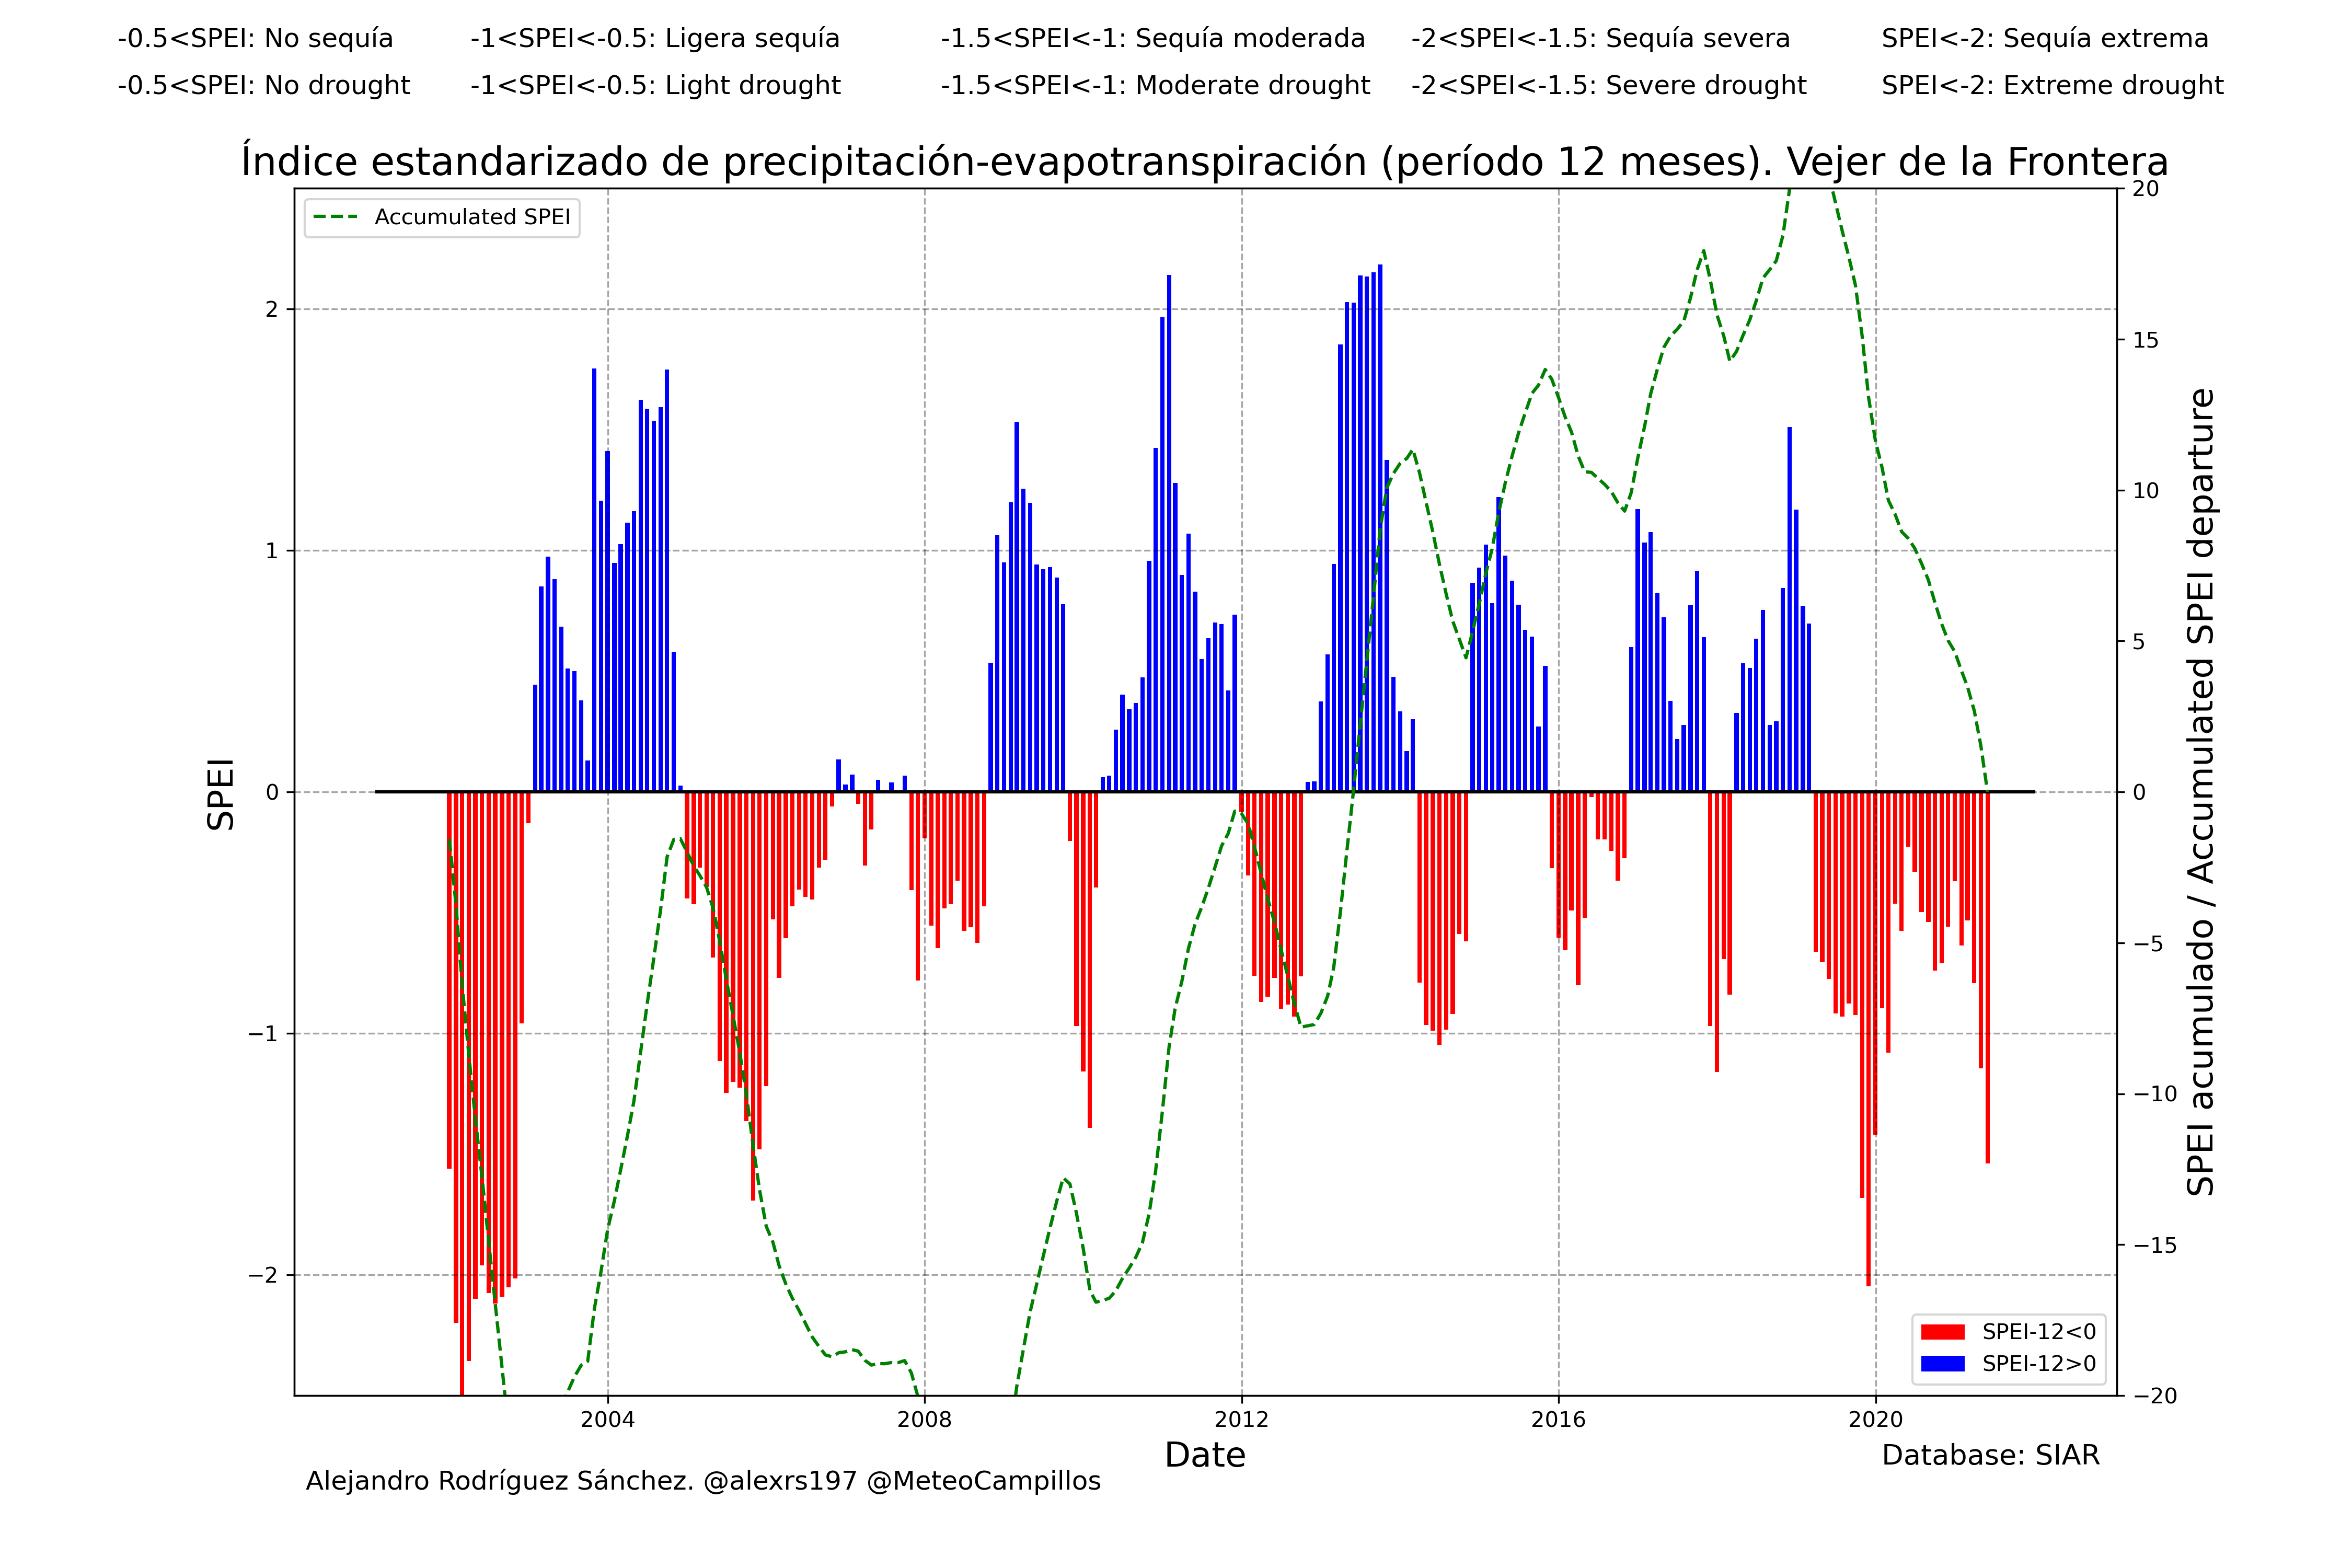 -0.5<SPEI: No sequía -1<SPEI<-0.5: Ligera sequía -1.5<SPEI<-1: Sequía moderada -2<SPEI<-1.5: Sequía severa SPEI<-2: Sequía extrema
-0.5<SPEI: No drought -1<SPEI<-0.5: Light drought -1.5<SPEI<-1: Moderate drought -2<SPEI<-1.5: Severe drought SPEI<-2: Extreme drought
Índice estandarizado de precipitación-evapotranspiración (período 12 meses). Vejer de la Frontera
Accumulated SPEI
SPEI
2
1
0
−1
−2
20
15
10
5
0
−5
−10
−15
−20
SPEI acumulado / Accumulated SPEI departure
SPEI-12<0
SPEI-12>0
2004 2008 2012 2016 2020
Date
Database: SIAR
Alejandro Rodríguez Sánchez. @alexrs197 @MeteoCampillos